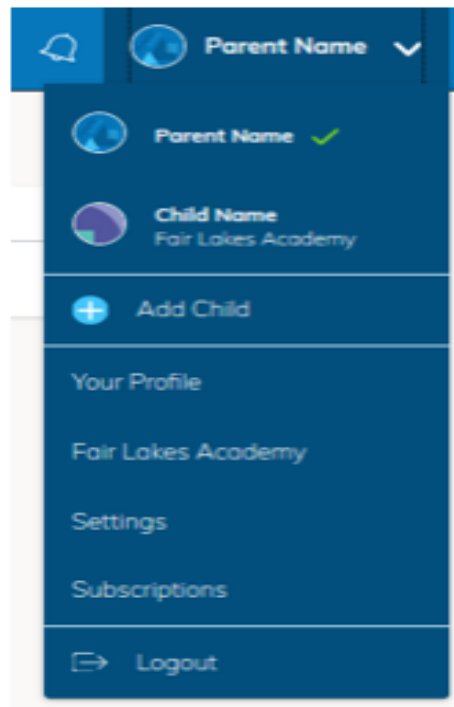 Parent Name
Parent Name
Child Name
Fair Lakes Academy
Add Child
Your Profile
Fair Lakes Academy
Settings
Subscriptions
Logout